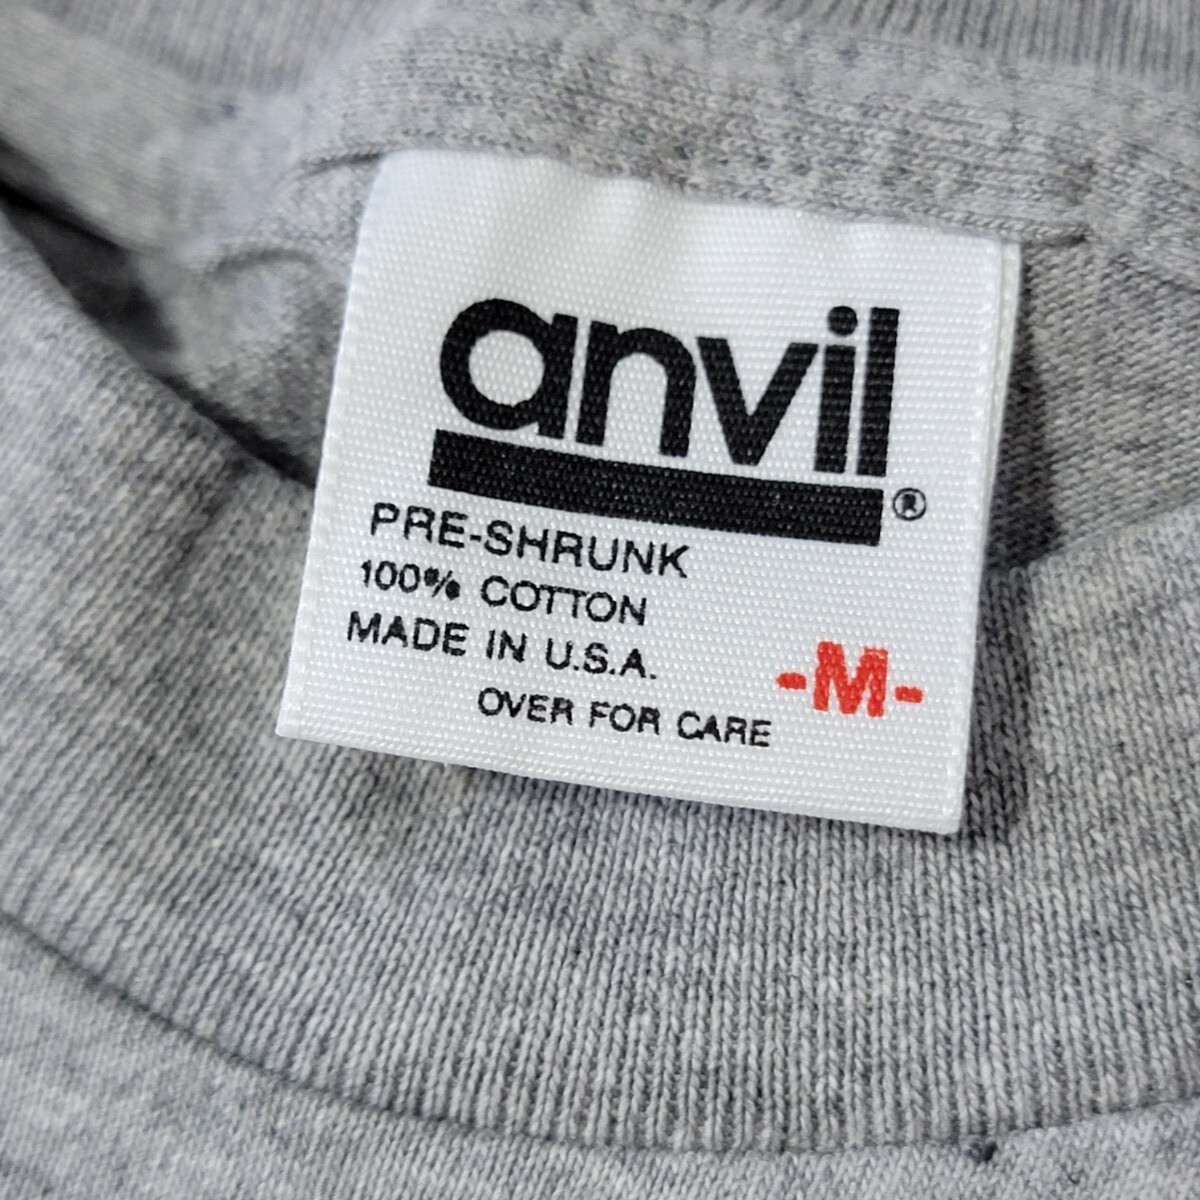 anvil®
PRE-SHRUNK
100% COTTON
MADE IN U.S.A.
-M-
OVER FOR CARE